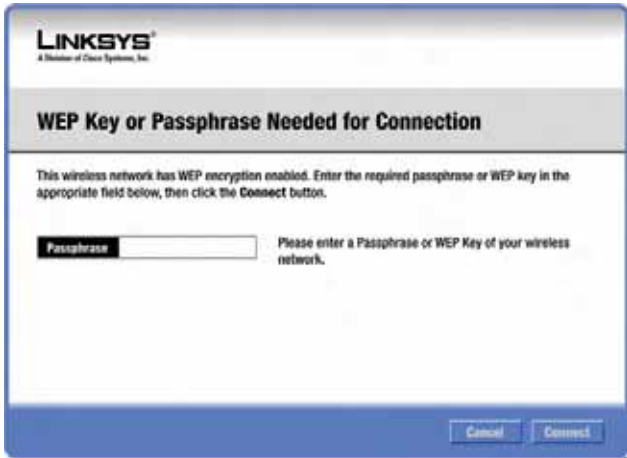 LINKSYS®
A Division of Cisco Systems, Inc.
WEP Key or Passphrase Needed for Connection
This wireless network has WEP encryption enabled. Enter the required passphrase or WEP key in the
appropriate field below, then click the Connect button.
Passphrase
Please enter a Passphrase or WEP Key of your wireless
network.
Cancel
Connect